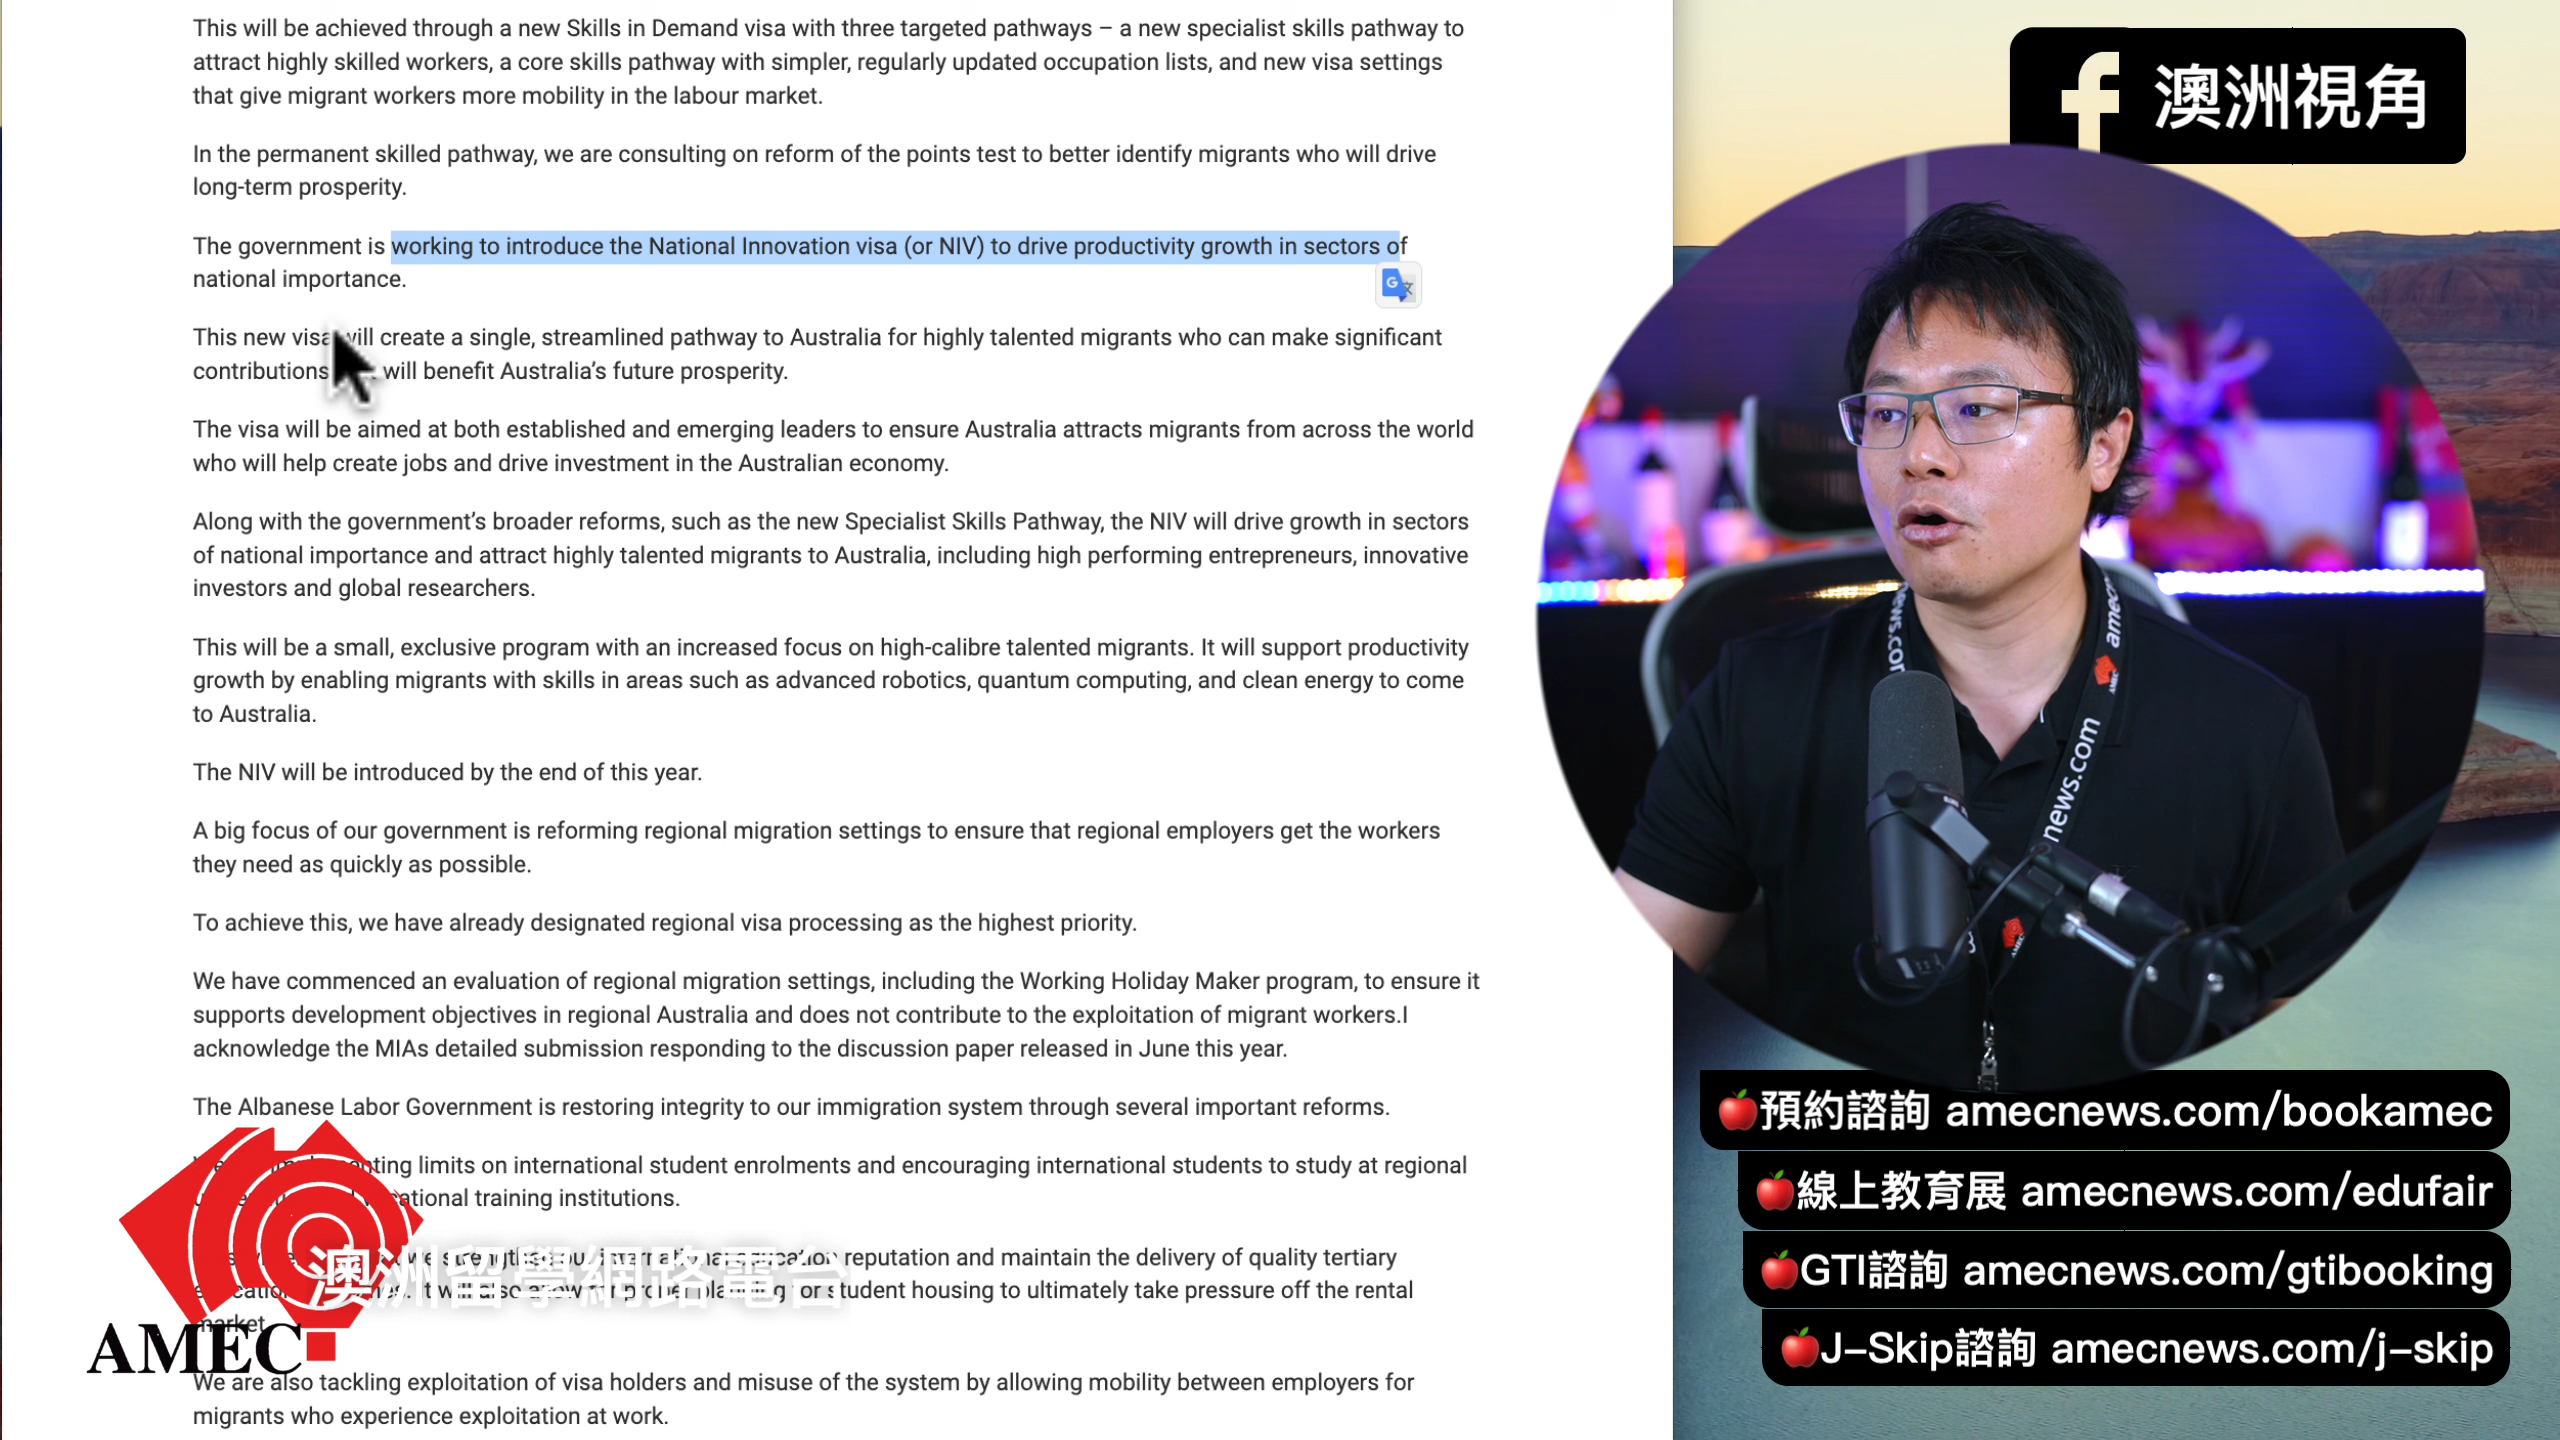 This will be achieved through a new Skills in Demand visa with three targeted pathways – a new specialist skills pathway to
attract highly skilled workers, a core skills pathway with simpler, regularly updated occupation lists, and new visa settings
that give migrant workers more mobility in the labour market.
In the permanent skilled pathway, we are consulting on reform of the points test to better identify migrants who will drive
long-term prosperity.
The government is working to introduce the National Innovation visa (or NIV) to drive productivity growth in sectors of
national importance.
This new visa will create a single, streamlined pathway to Australia for highly talented migrants who can make significant
contributions will benefit Australia’s future prosperity.
The visa will be aimed at both established and emerging leaders to ensure Australia attracts migrants from across the world
who will help create jobs and drive investment in the Australian economy.
Along with the government’s broader reforms, such as the new Specialist Skills Pathway, the NIV will drive growth in sectors
of national importance and attract highly talented migrants to Australia, including high performing entrepreneurs, innovative
investors and global researchers.
This will be a small, exclusive program with an increased focus on high-calibre talented migrants. It will support productivity
growth by enabling migrants with skills in areas such as advanced robotics, quantum computing, and clean energy to come
to Australia.
The NIV will be introduced by the end of this year.
A big focus of our government is reforming regional migration settings to ensure that regional employers get the workers
they need as quickly as possible.
To achieve this, we have already designated regional visa processing as the highest priority.
We have commenced an evaluation of regional migration settings, including the Working Holiday Maker program, to ensure it
supports development objectives in regional Australia and does not contribute to the exploitation of migrant workers.I
acknowledge the MIAs detailed submission responding to the discussion paper released in June this year.
The Albanese Labor Government is restoring integrity to our immigration system through several important reforms.
limits on international student enrolments and encouraging international students to study at regional
training institutions.
reputation and maintain the delivery of quality tertiary
student housing to ultimately take pressure off the rental
market
We are also tackling exploitation of visa holders and misuse of the system by allowing mobility between employers for
migrants who experience exploitation at work.
AMEC
澳洲留學網路電台
f 澳洲視角
news.com
amec
AMEC
news.com
AMEC
🍎預約諮詢 amecnews.com/bookamec
🍎線上教育展 amecnews.com/edufair
🍎GTI諮詢 amecnews.com/gtibooking
🍎J–Skip諮詢 amecnews.com/j–skip